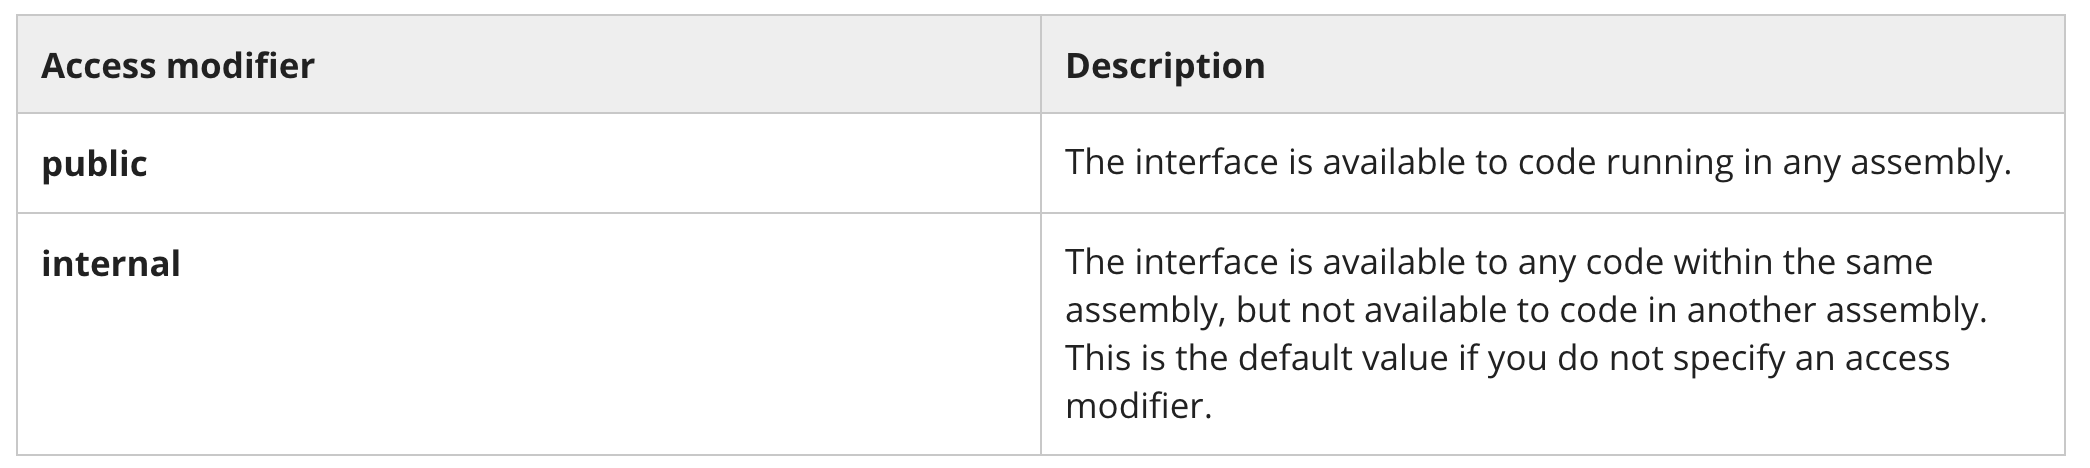 Access modifier
Description
public
The interface is available to code running in any assembly.
internal
The interface is available to any code within the same
assembly, but not available to code in another assembly.
This is the default value if you do not specify an access
modifier.